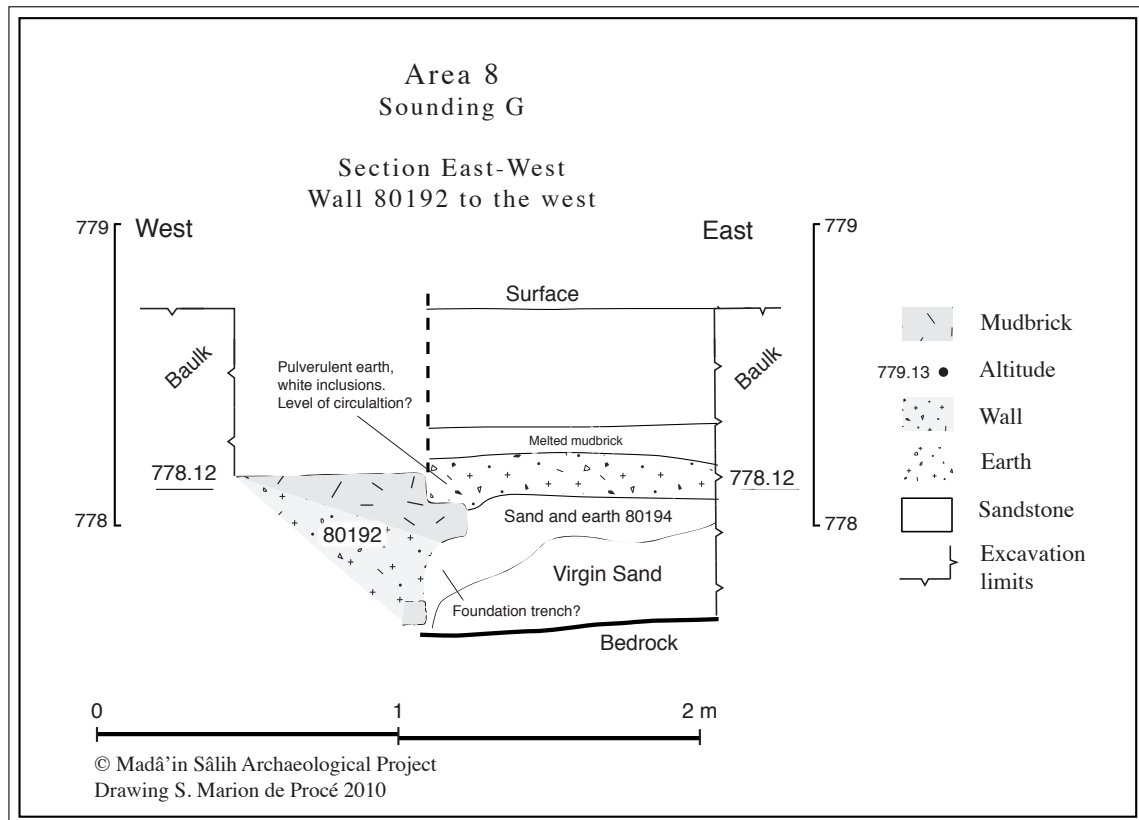 Area 8
Sounding G
Section East-West
Wall 80192 to the west
779
West
East
779
Surface
Baulk
Baulk
Pulverulent earth,
white inclusions.
Level of circulaltion?
Melted mudbrick
778.12
778.12
778
80192
Sand and earth 80194
778
Virgin Sand
Foundation trench?
Bedrock
Mudbrick
779.13
Altitude
Wall
Earth
Sandstone
Excavation
limits
0
1
2 m
© Madâ’in Sâlih Archaeological Project
Drawing S. Marion de Procé 2010